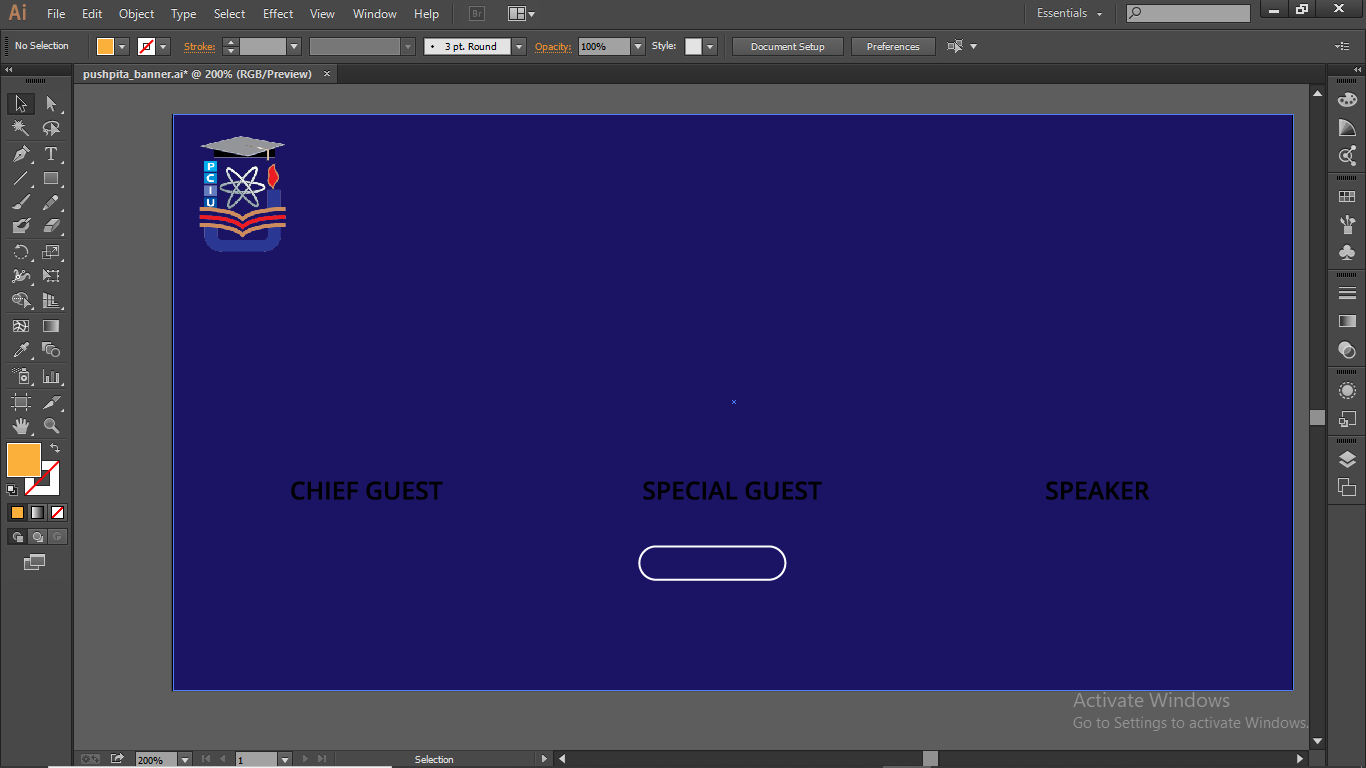 Ai File Edit Object Type Select Effect View Window Help Br Essentials
No Selection Stroke: 3 pt. Round Opacity: 100% Style: Document Setup Preferences
pushpita_banner.ai* @ 200% (RGB/Preview) ×
P
C
I
U
CHIEF GUEST SPECIAL GUEST SPEAKER
Activate Windows
Go to Settings to activate Windows.
200% 1 Selection